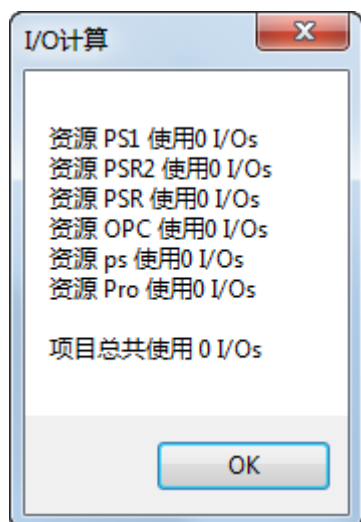 I/O计算
资源 PS1 使用0 I/Os
资源 PSR2 使用0 I/Os
资源 PSR 使用0 I/Os
资源 OPC 使用0 I/Os
资源 ps 使用0 I/Os
资源 Pro 使用0 I/Os
项目总共使用 0 I/Os
OK